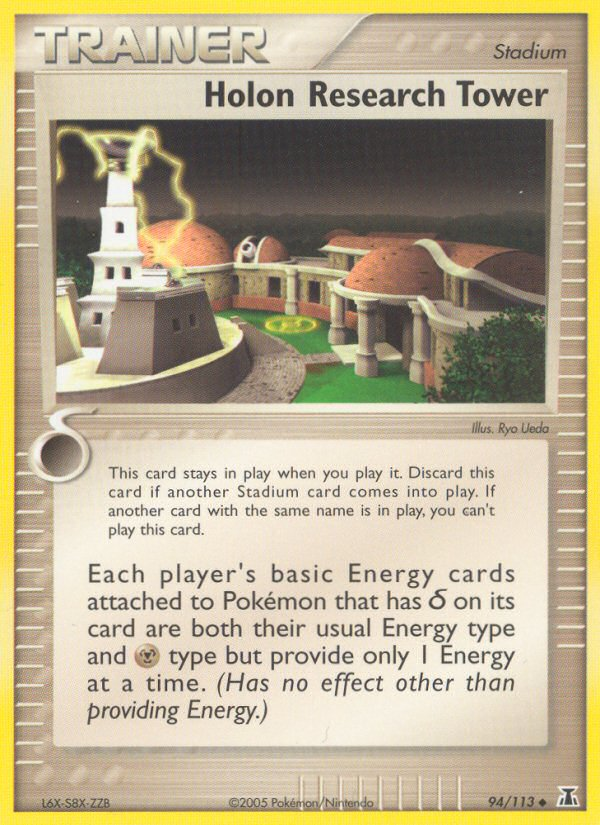 TRAINER
Stadium
Holon Research Tower
Illus. Ryo Ueda
This card stays in play when you play it. Discard this
card if another Stadium card comes into play. If
another card with the same name is in play, you can't
play this card.
Each player's basic Energy cards
attached to Pokémon that has δ on its
card are both their usual Energy type
and type but provide only 1 Energy
at a time. (Has no effect other than
providing Energy.)
L6X-S8X-ZZB
©2005 Pokémon/Nintendo
94/113 ◆